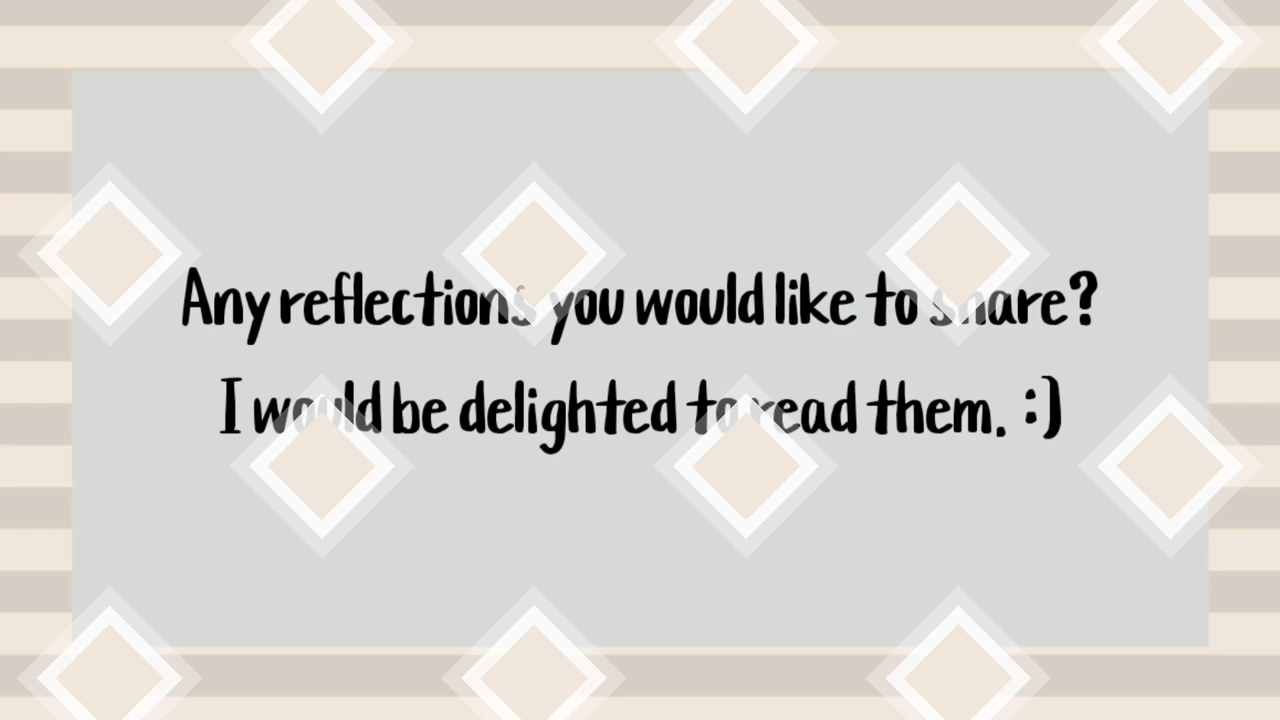 Any reflections you would like to share?
I would be delighted to read them. :)